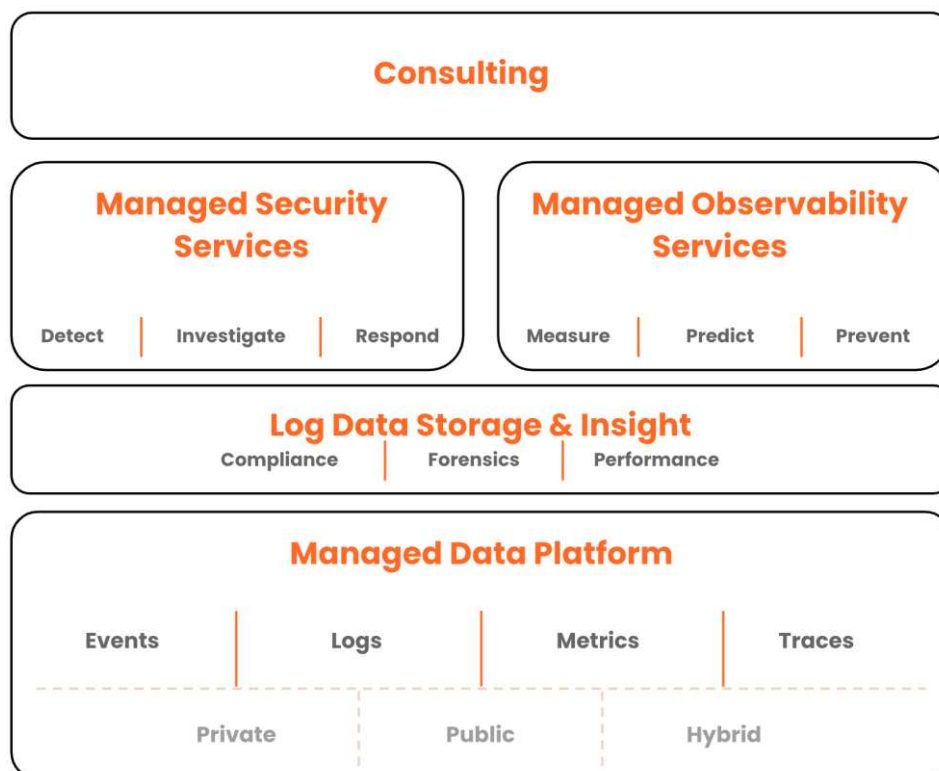 Consulting
Managed Security
Services
Detect
Investigate
Respond
Managed Observability
Services
Measure
Predict
Prevent
Log Data Storage & Insight
Compliance
Forensics
Performance
Managed Data Platform
Events
Logs
Metrics
Traces
Private
Public
Hybrid